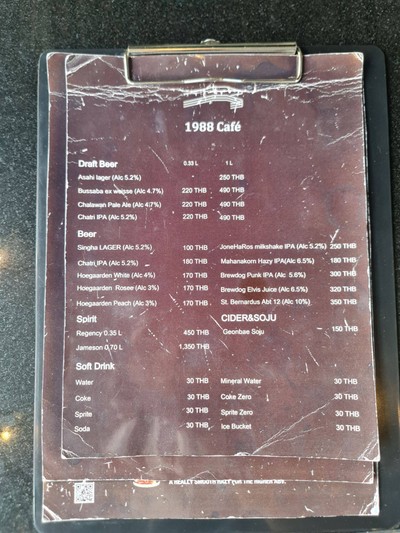 1988 Café
Draft Beer 0.33 L 1 L
Asahi lager (Alc 5.2%) 250 THB
Bussaba ex weisse (Alc 4.7%) 220 THB 490 THB
Chalawan Pale Ale (Alc 4.7%) 220 THB 490 THB
Chatri IPA (Alc 5.2%) 220 THB 490 THB
Beer
Singha LAGER (Alc 5.2%) 100 THB JoneHaRos milkshake IPA (Alc 5.2%) 250 THB
Chatri IPA (Alc 5.2%) 180 THB Mahanakorn Hazy IPA(Alc 6.5%) 180 THB
Hoegaarden White (Alc 4%) 170 THB Brewdog Punk IPA (Alc 5.6%) 300 THB
Hoegaarden Rosee (Alc 3%) 170 THB Brewdog Elvis Juice (Alc 6.5%) 320 THB
Hoegaarden Peach (Alc 3%) 170 THB St. Bernardus Abt 12 (Alc 10%) 350 THB
Spirit CIDER&SOJU
Regency 0.35 L 450 THB Geonbae Soju 150 THB
Jameson 0.70 L 1,350 THB
Soft Drink
Water 30 THB Mineral Water 30 THB
Coke 30 THB Coke Zero 30 THB
Sprite 30 THB Sprite Zero 30 THB
Soda 30 THB Ice Bucket 30 THB
A REALLY SMOOTH HAZY FOR THE HIGHER ABV.